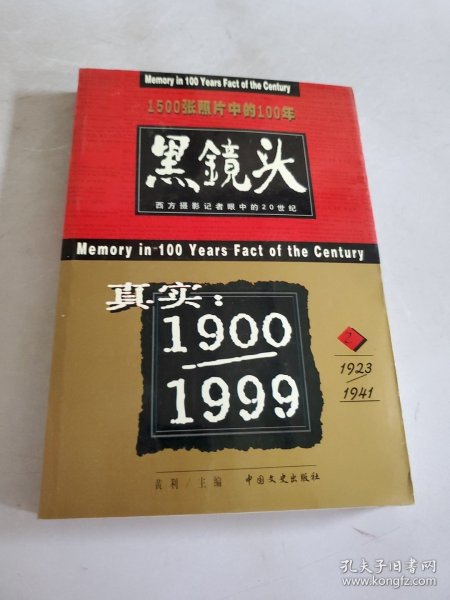 Memory in 100 Years Fact of the Century
1500张照片中的100年
黑鏡头
西方摄影记者眼中的20世纪
Memory in 100 Years Fact of the Century
真实：
1900
1999
2
1923
1941
黄利/主编 中国文史出版社
孔夫子旧书网
www.kongfz.com